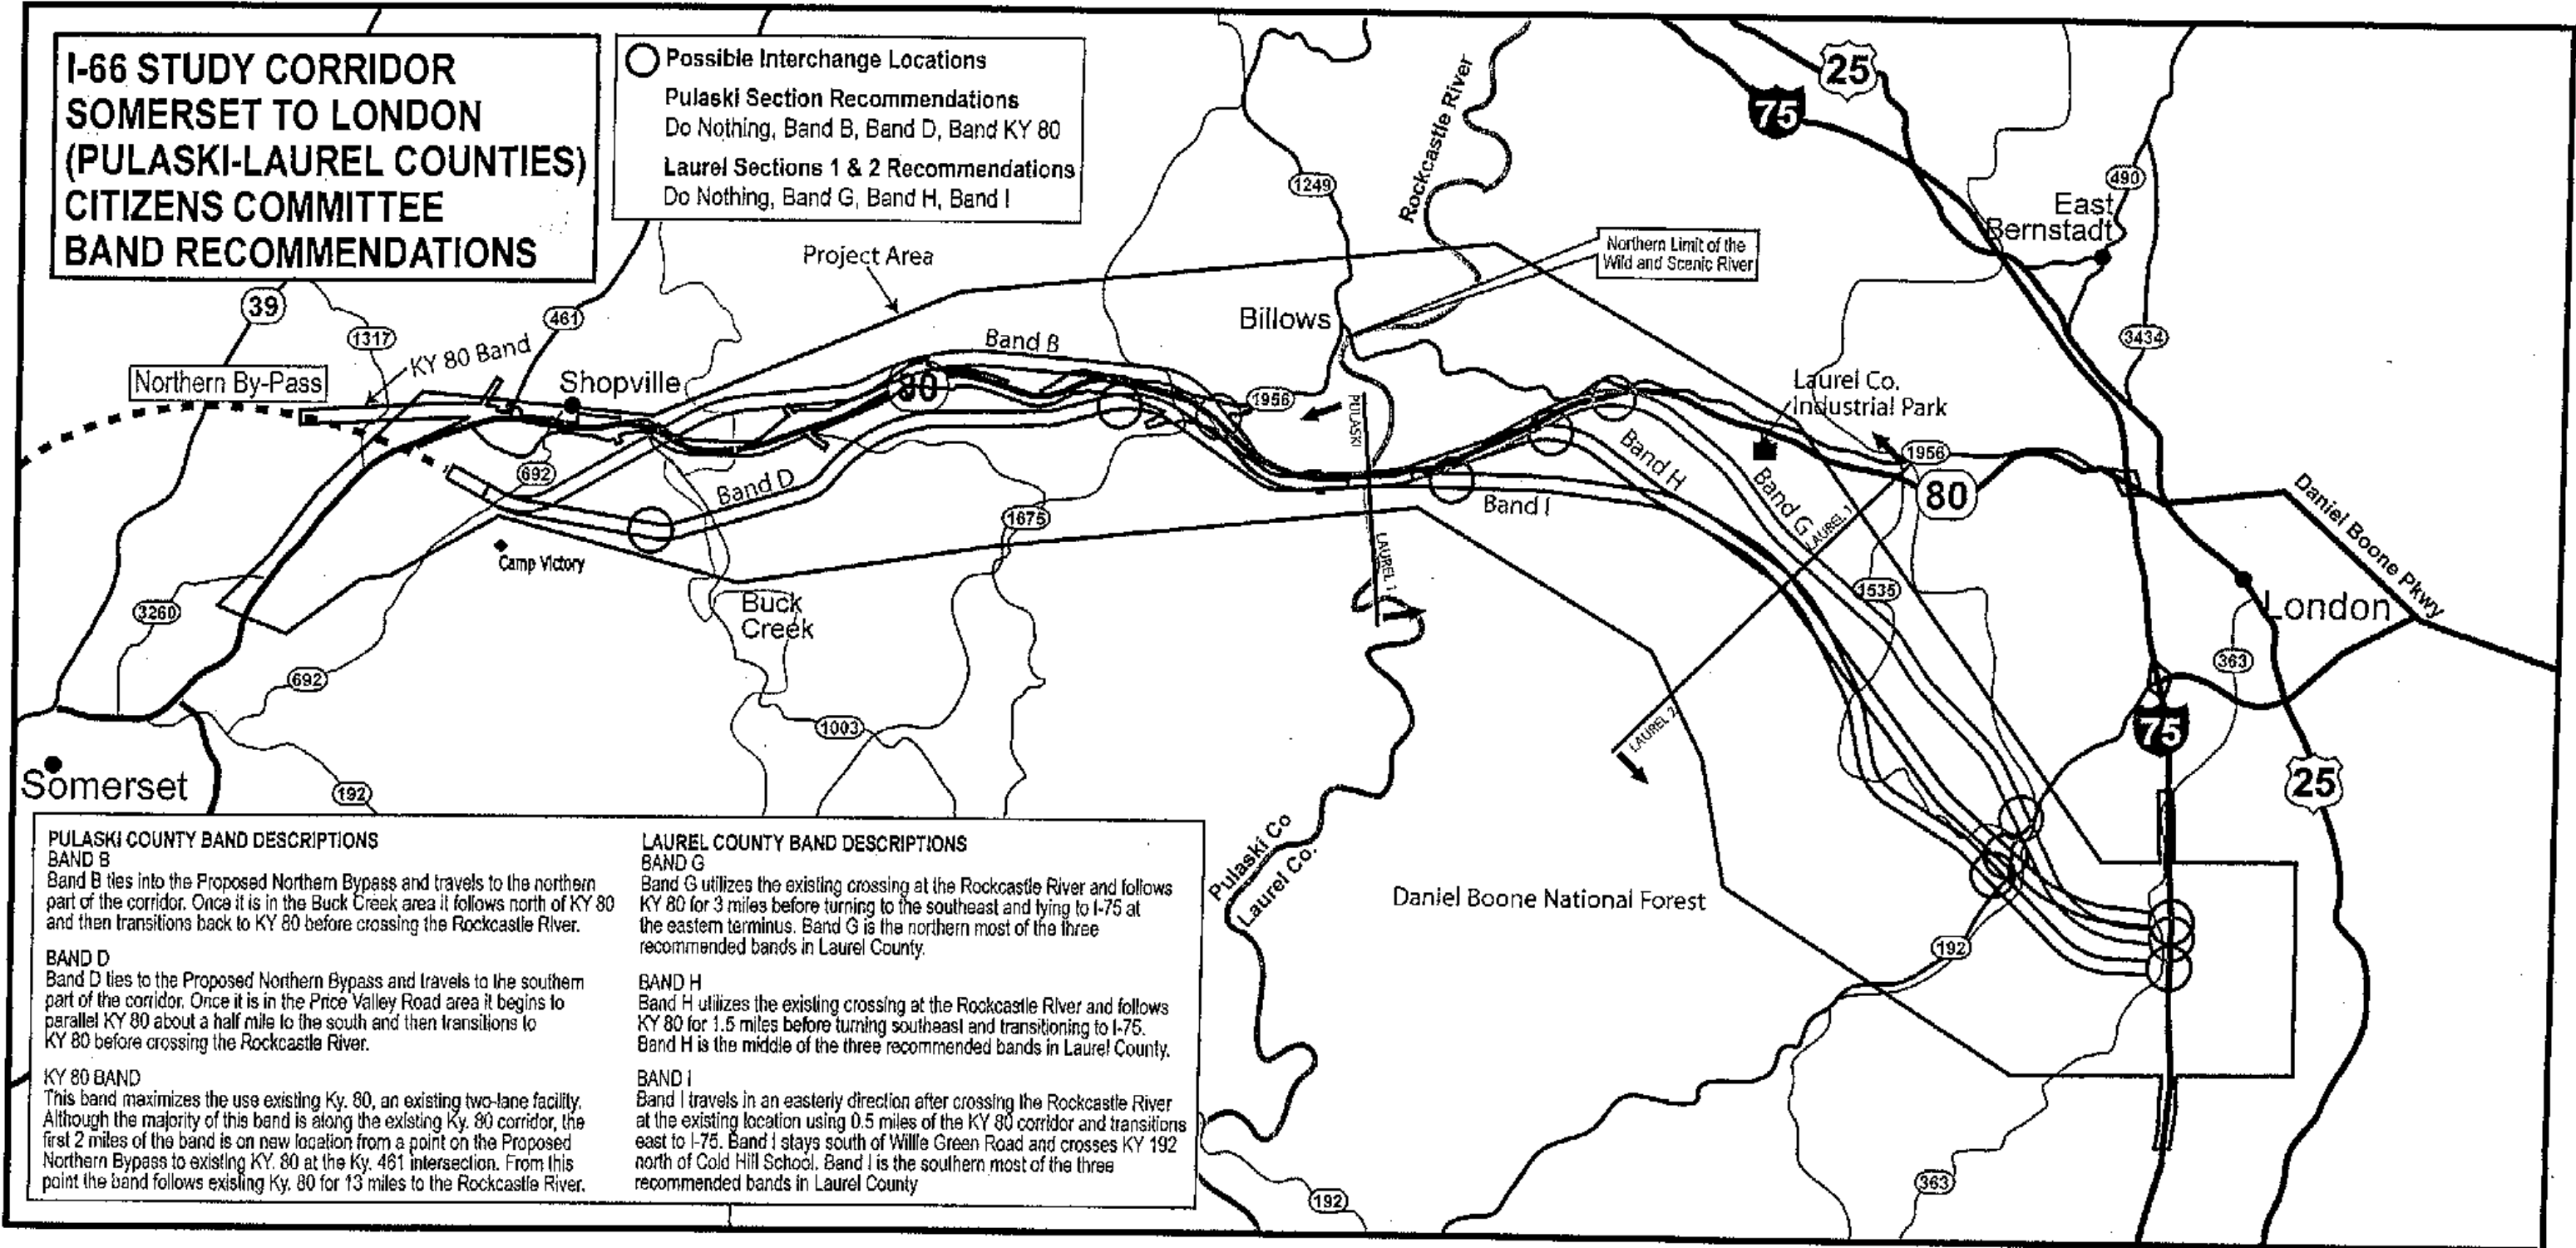 I-66 STUDY CORRIDOR
SOMERSET TO LONDON
(PULASKI-LAUREL COUNTIES)
CITIZENS COMMITTEE
BAND RECOMMENDATIONS
Possible Interchange Locations
Pulaski Section Recommendations
Do Nothing, Band B, Band D, Band KY 80
Laurel Sections 1 & 2 Recommendations
Do Nothing, Band G, Band H, Band I
Project Area
Rockcastle River
1249
25
75
490
East
Bernstadt
Northern Limit of the
Wild and Scenic River
39
1317
461
KY 80 Band
Northern By-Pass
Shopville
Band B
80
Billows
1956
PULASKI
LAUREL 1
3434
Laurel Co.
Industrial Park
1956
80
Daniel Boone Pkwy
692
Band D
1675
Band I
Band H
Band G
LAUREL 1
LAUREL 2
1535
Camp Victory
Buck
Creek
3260
692
1003
London
363
75
25
Somerset
192
Pulaski Co
Laurel Co.
Daniel Boone National Forest
192
363
192
PULASKI COUNTY BAND DESCRIPTIONS
BAND B
Band B ties into the Proposed Northern Bypass and travels to the northern
part of the corridor. Once it is in the Buck Creek area it follows north of KY 80
and then transitions back to KY 80 before crossing the Rockcastle River.
BAND D
Band D ties to the Proposed Northern Bypass and travels to the southern
part of the corridor. Once it is in the Price Valley Road area it begins to
parallel KY 80 about a half mile to the south and then transitions to
KY 80 before crossing the Rockcastle River.
KY 80 BAND
This band maximizes the use existing Ky. 80, an existing two-lane facility.
Although the majority of this band is along the existing Ky. 80 corridor, the
first 2 miles of the band is on new location from a point on the Proposed
Northern Bypass to existing KY. 80 at the Ky. 461 intersection. From this
point the band follows existing Ky. 80 for 13 miles to the Rockcastle River.
LAUREL COUNTY BAND DESCRIPTIONS
BAND G
Band G utilizes the existing crossing at the Rockcastle River and follows
KY 80 for 3 miles before turning to the southeast and tying to I-75 at
the eastern terminus. Band G is the northern most of the three
recommended bands in Laurel County.
BAND H
Band H utilizes the existing crossing at the Rockcastle River and follows
KY 80 for 1.5 miles before turning southeast and transitioning to I-75.
Band H is the middle of the three recommended bands in Laurel County.
BAND I
Band I travels in an easterly direction after crossing the Rockcastle River
at the existing location using 0.5 miles of the KY 80 corridor and transitions
east to I-75. Band I stays south of Willie Green Road and crosses KY 192
north of Cold Hill School. Band I is the southern most of the three
recommended bands in Laurel County